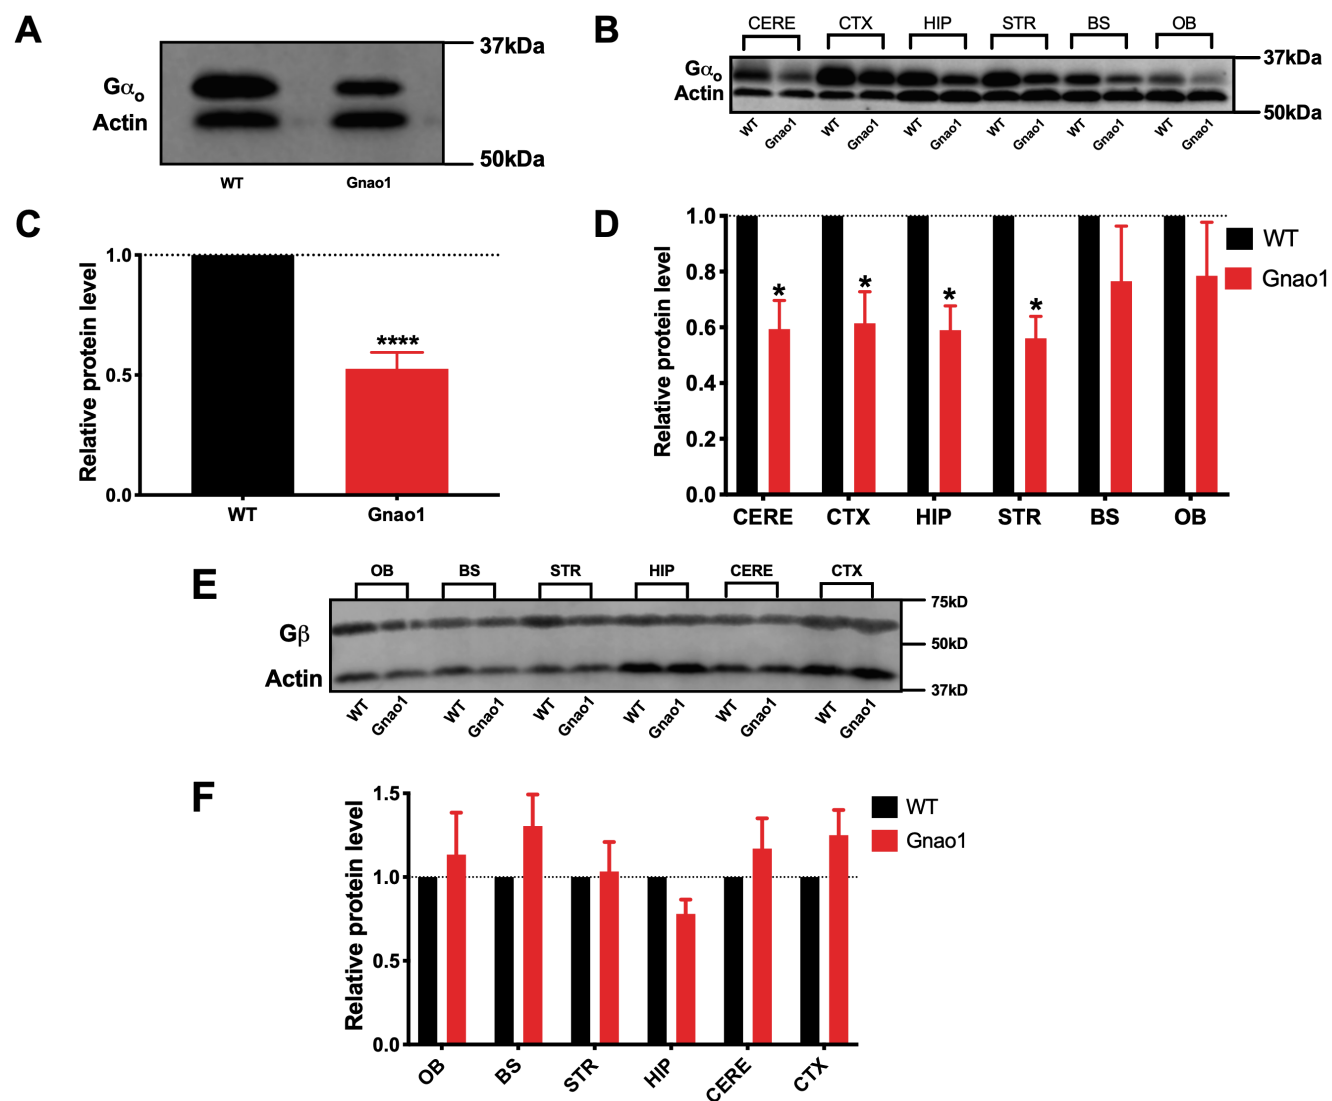 A
37kDa
Gαo
Actin
50kDa
WT Gnao1
B
CERE CTX HIP STR BS OB
37kDa
Gαo
Actin
50kDa
WT Gnao1 WT Gnao1 WT Gnao1 WT Gnao1 WT Gnao1 WT Gnao1
C
Relative protein level
1.0
0.5
0.0
****
WT Gnao1
D
Relative protein level
1.0
0.8
0.6
0.4
0.2
0.0
* * * *
WT
Gnao1
CERE CTX HIP STR BS OB
E
OB BS STR HIP CERE CTX
75kD
Gβ
50kD
Actin
37kD
WT Gnao1 WT Gnao1 WT Gnao1 WT Gnao1 WT Gnao1 WT Gnao1
F
Relative protein level
1.5
1.0
0.5
0.0
WT
Gnao1
OB BS STR HIP CERE CTX